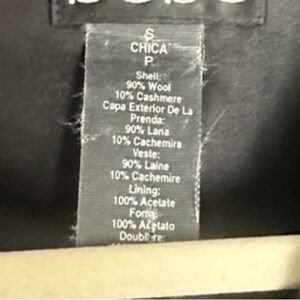 S
CHICA
P
Shell:
90% Wool
10% Cashmere
Capa Exterior De La
Prenda:
90% Lana
10% Cachemira
Veste:
90% Laine
10% Cachemire
Lining:
100% Acetate
Forro:
100% Acetato
Doublure: